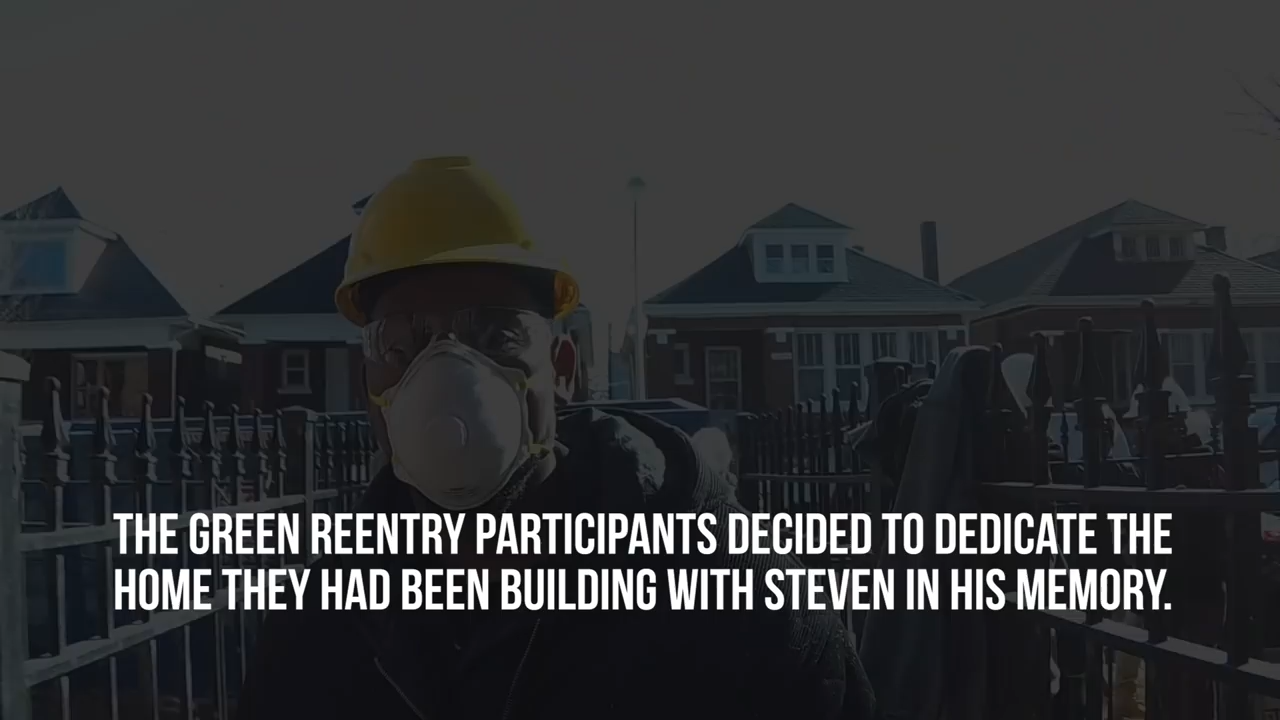 THE GREEN REENTRY PARTICIPANTS DECIDED TO DEDICATE THE
HOME THEY HAD BEEN BUILDING WITH STEVEN IN HIS MEMORY.